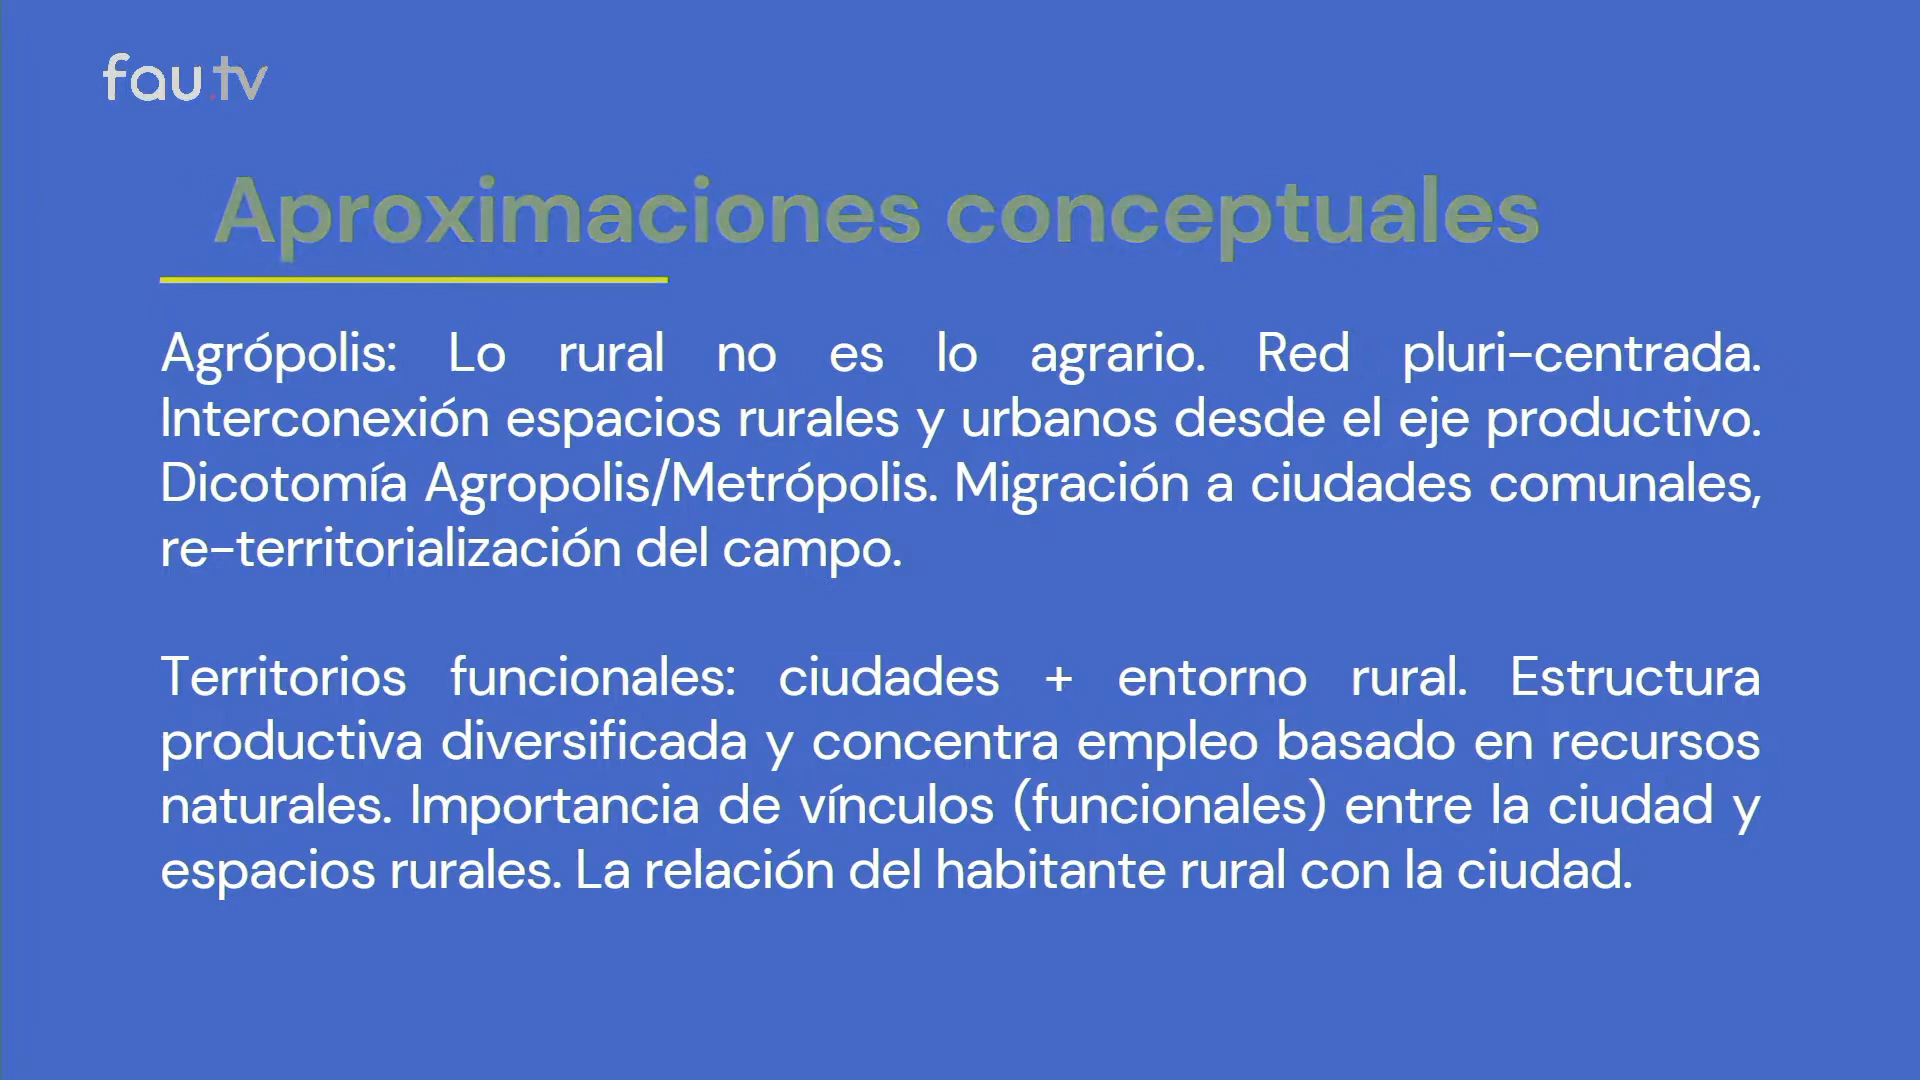 fau.tv
Aproximaciones conceptuales
Agrópolis: Lo rural no es lo agrario. Red pluri-centrada.
Interconexión espacios rurales y urbanos desde el eje productivo.
Dicotomía Agropolis/Metrópolis. Migración a ciudades comunales,
re-territorialización del campo.
Territorios funcionales: ciudades + entorno rural. Estructura
productiva diversificada y concentra empleo basado en recursos
naturales. Importancia de vínculos (funcionales) entre la ciudad y
espacios rurales. La relación del habitante rural con la ciudad.